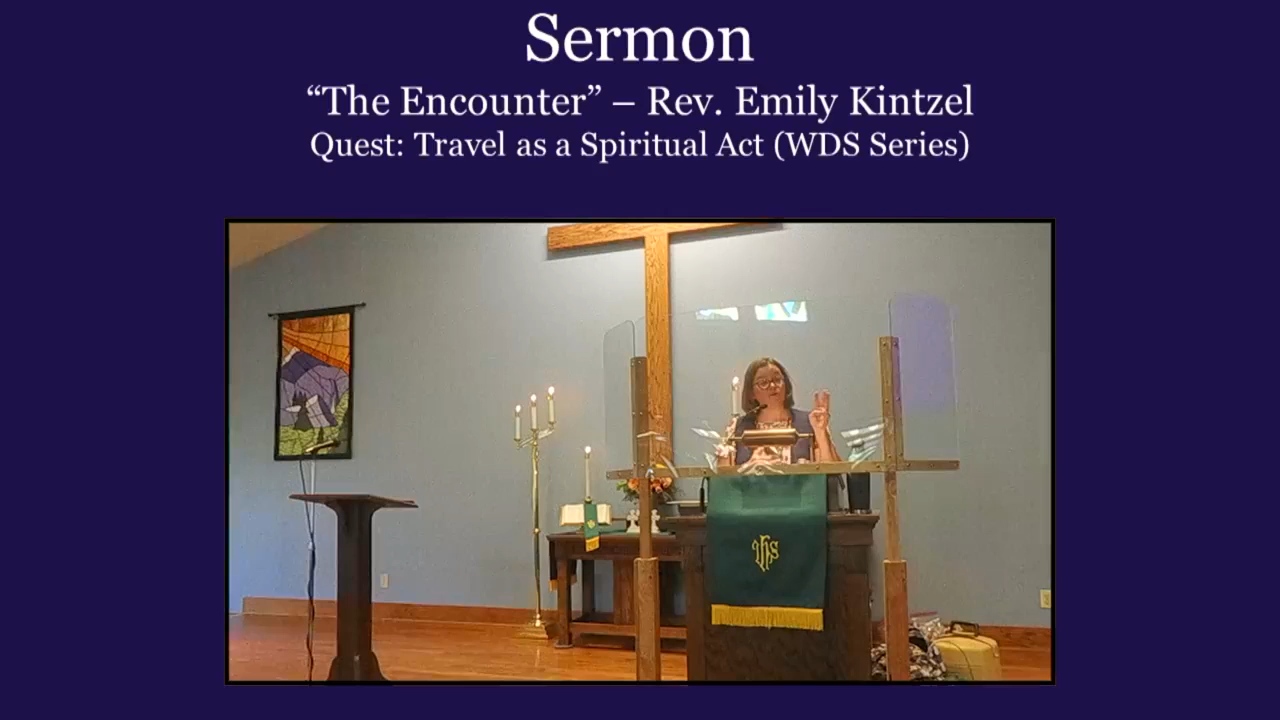 Sermon
“The Encounter” – Rev. Emily Kintzel
Quest: Travel as a Spiritual Act (WDS Series)
ihs